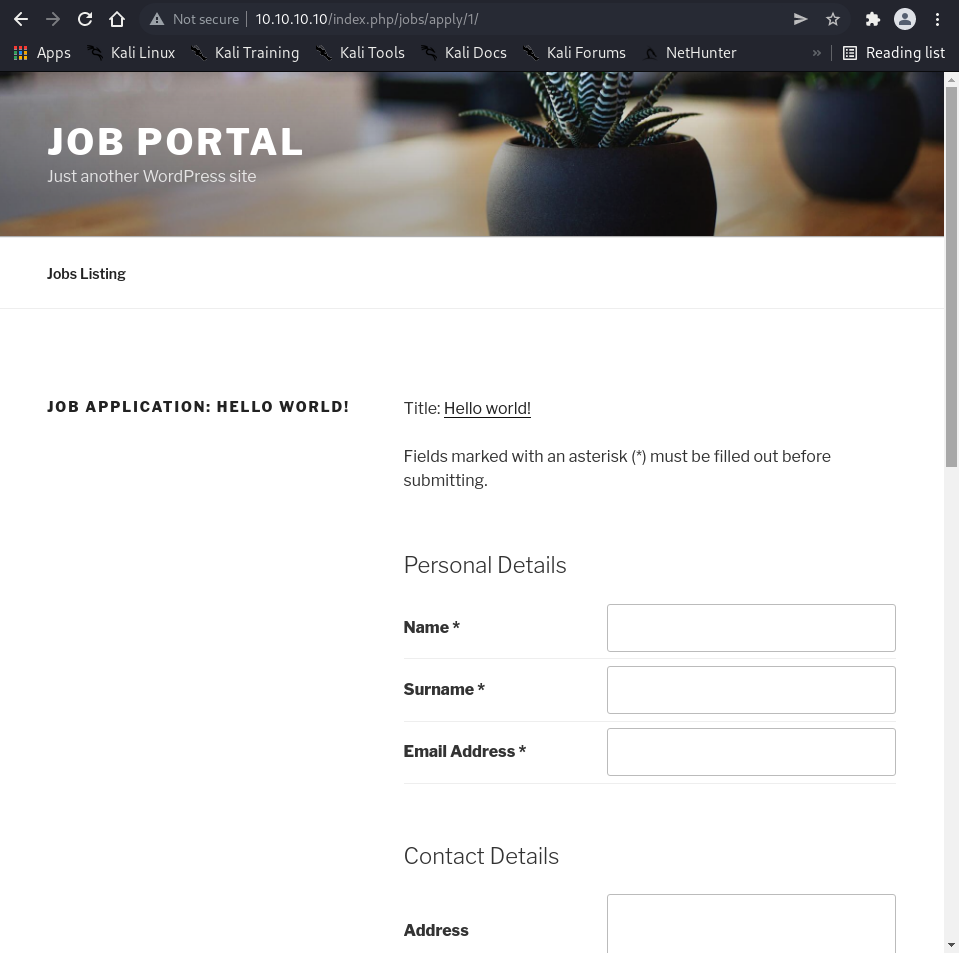 Not secure 10.10.10.10/index.php/jobs/apply/1/
Apps Kali Linux Kali Training Kali Tools Kali Docs Kali Forums NetHunter » Reading list
JOB PORTAL
Just another WordPress site
Jobs Listing
JOB APPLICATION: HELLO WORLD!
Title: Hello world!
Fields marked with an asterisk (*) must be filled out before
submitting.
Personal Details
Name *
Surname *
Email Address *
Contact Details
Address